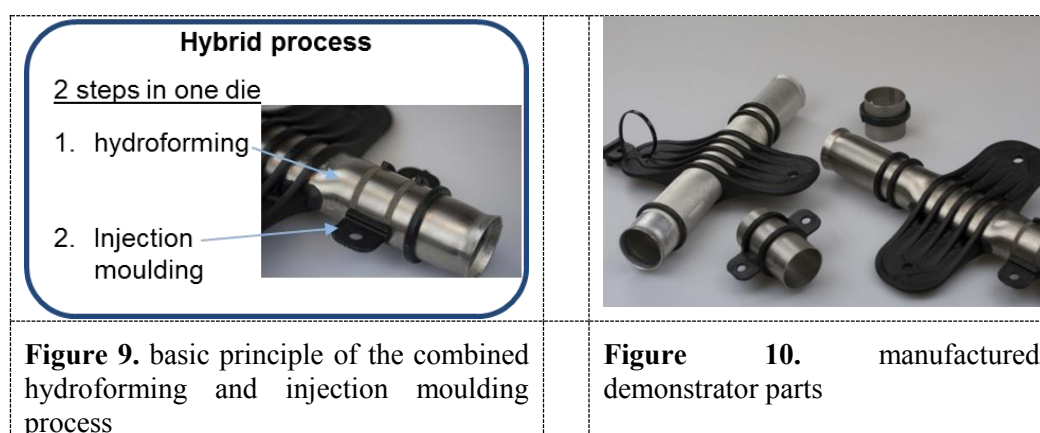 Hybrid process
2 steps in one die
1. hydroforming
2. Injection
moulding
Figure 9. basic principle of the combined
hydroforming and injection moulding
process
Figure 10. manufactured
demonstrator parts